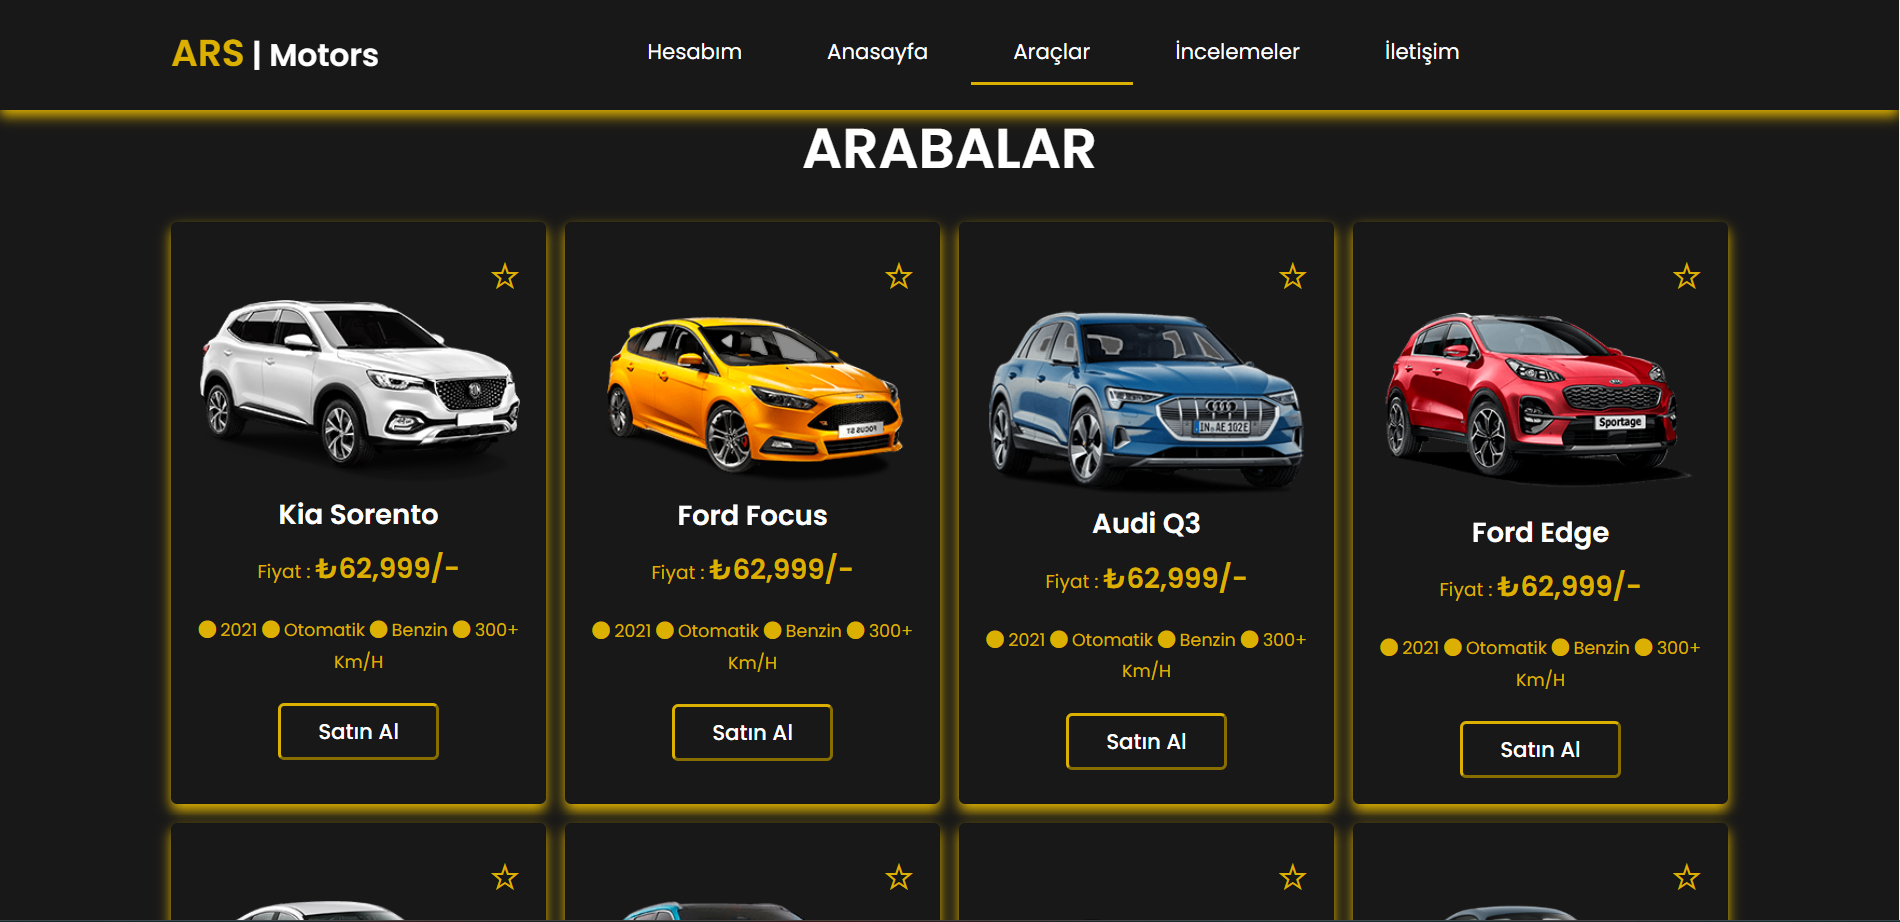 ARS | Motors
Hesabım
Anasayfa
Araçlar
İncelemeler
İletişim
ARABALAR
Kia Sorento
Fiyat : ₺62,999/-
2021 Otomatik Benzin 300+
Km/H
Satın Al
Ford Focus
Fiyat : ₺62,999/-
2021 Otomatik Benzin 300+
Km/H
Satın Al
IN·AE 102E
Audi Q3
Fiyat : ₺62,999/-
2021 Otomatik Benzin 300+
Km/H
Satın Al
Sportage
Ford Edge
Fiyat : ₺62,999/-
2021 Otomatik Benzin 300+
Km/H
Satın Al